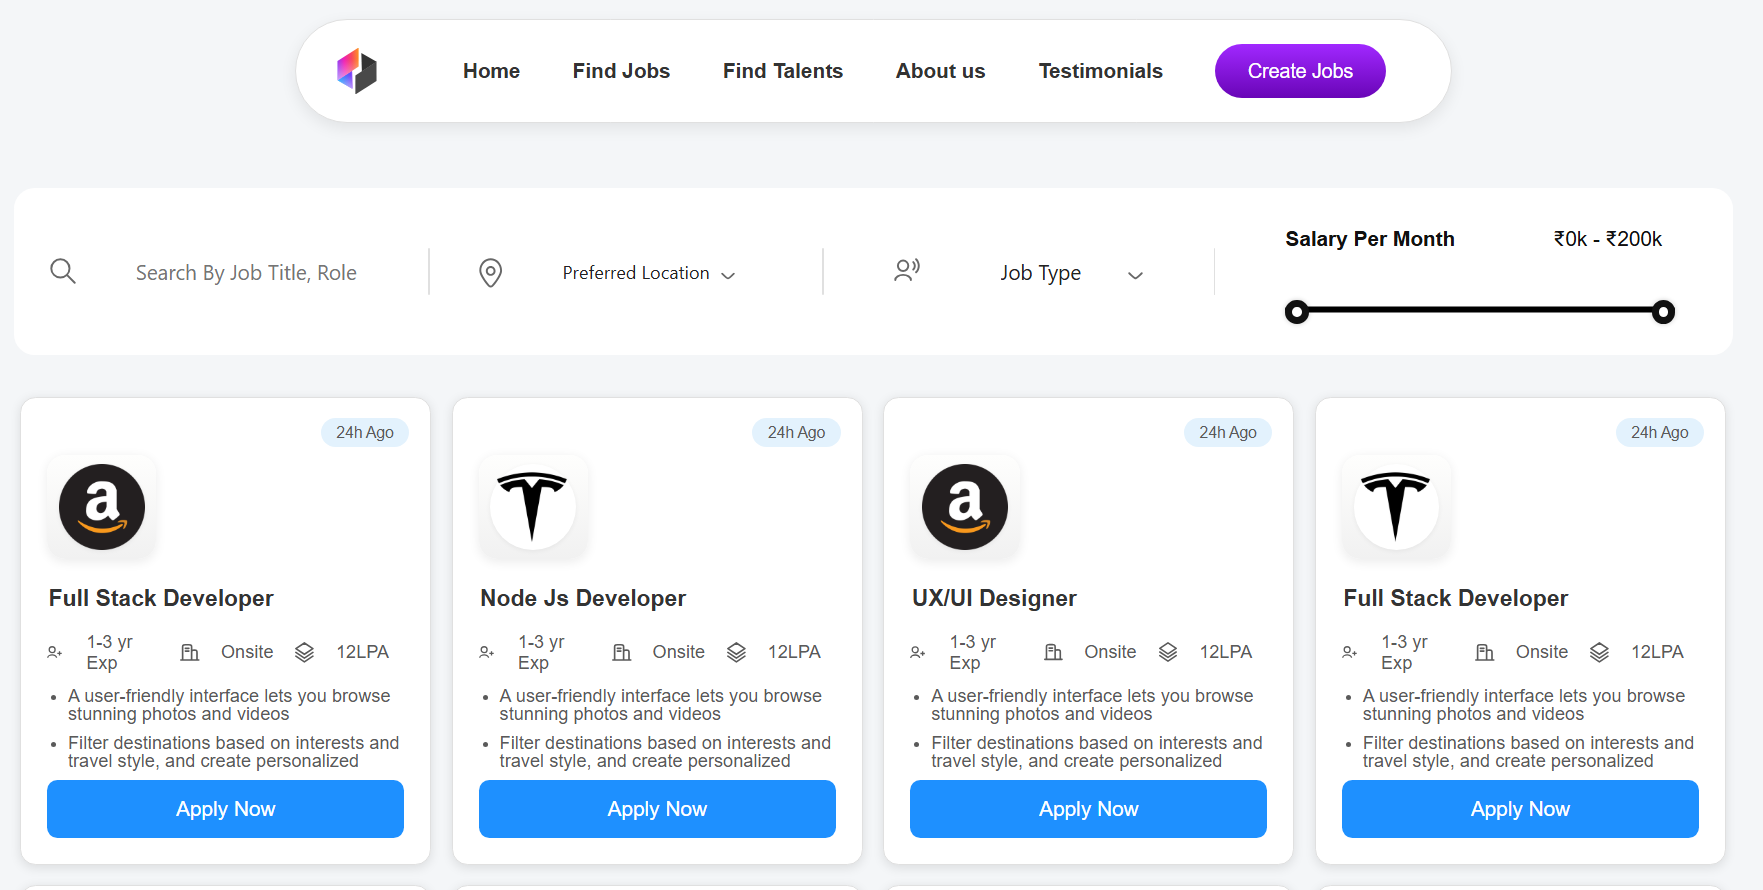 Home Find Jobs Find Talents About us Testimonials Create Jobs
Salary Per Month ₹0k - ₹200k
Search By Job Title, Role Preferred Location Job Type
24h Ago
a
Full Stack Developer
1-3 yr
Exp
Onsite
12LPA
A user-friendly interface lets you browse
stunning photos and videos
Filter destinations based on interests and
travel style, and create personalized
Apply Now
24h Ago
Node Js Developer
1-3 yr
Exp
Onsite
12LPA
A user-friendly interface lets you browse
stunning photos and videos
Filter destinations based on interests and
travel style, and create personalized
Apply Now
24h Ago
a
UX/UI Designer
1-3 yr
Exp
Onsite
12LPA
A user-friendly interface lets you browse
stunning photos and videos
Filter destinations based on interests and
travel style, and create personalized
Apply Now
24h Ago
Full Stack Developer
1-3 yr
Exp
Onsite
12LPA
A user-friendly interface lets you browse
stunning photos and videos
Filter destinations based on interests and
travel style, and create personalized
Apply Now